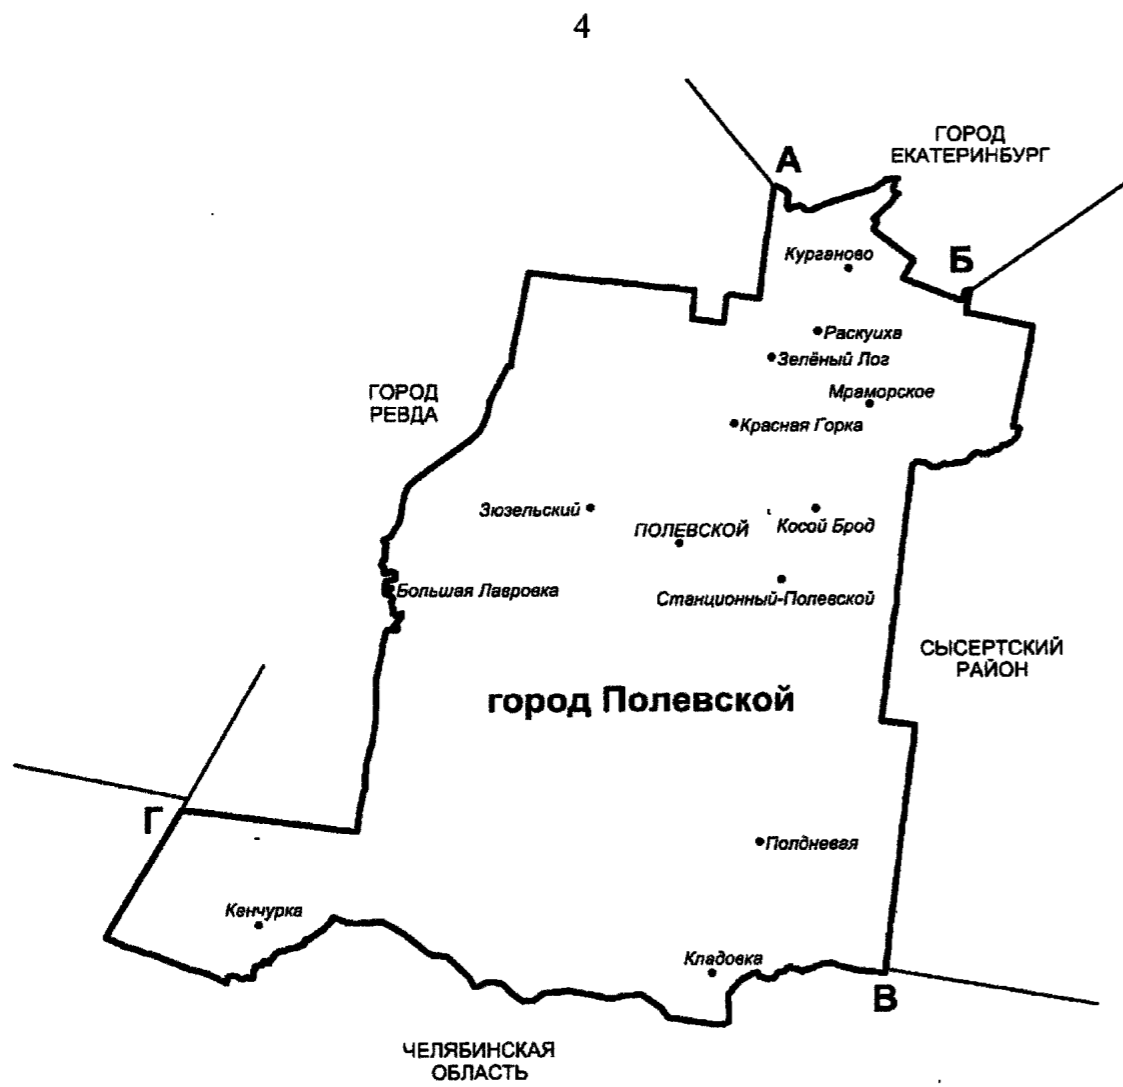 4
А
ГОРОД
ЕКАТЕРИНБУРГ
Курганово
Б
Раскуиха
Зелёный Лог
ГОРОД
РЕВДА
Мраморское
Красная Горка
Зюзельский
ПОЛЕВСКОЙ
Косой Брод
Большая Лавровка
Станционный-Полевской
СЫСЕРТСКИЙ
РАЙОН
город Полевской
Г
Полдневая
Кенчурка
Кладовка
В
ЧЕЛЯБИНСКАЯ
ОБЛАСТЬ